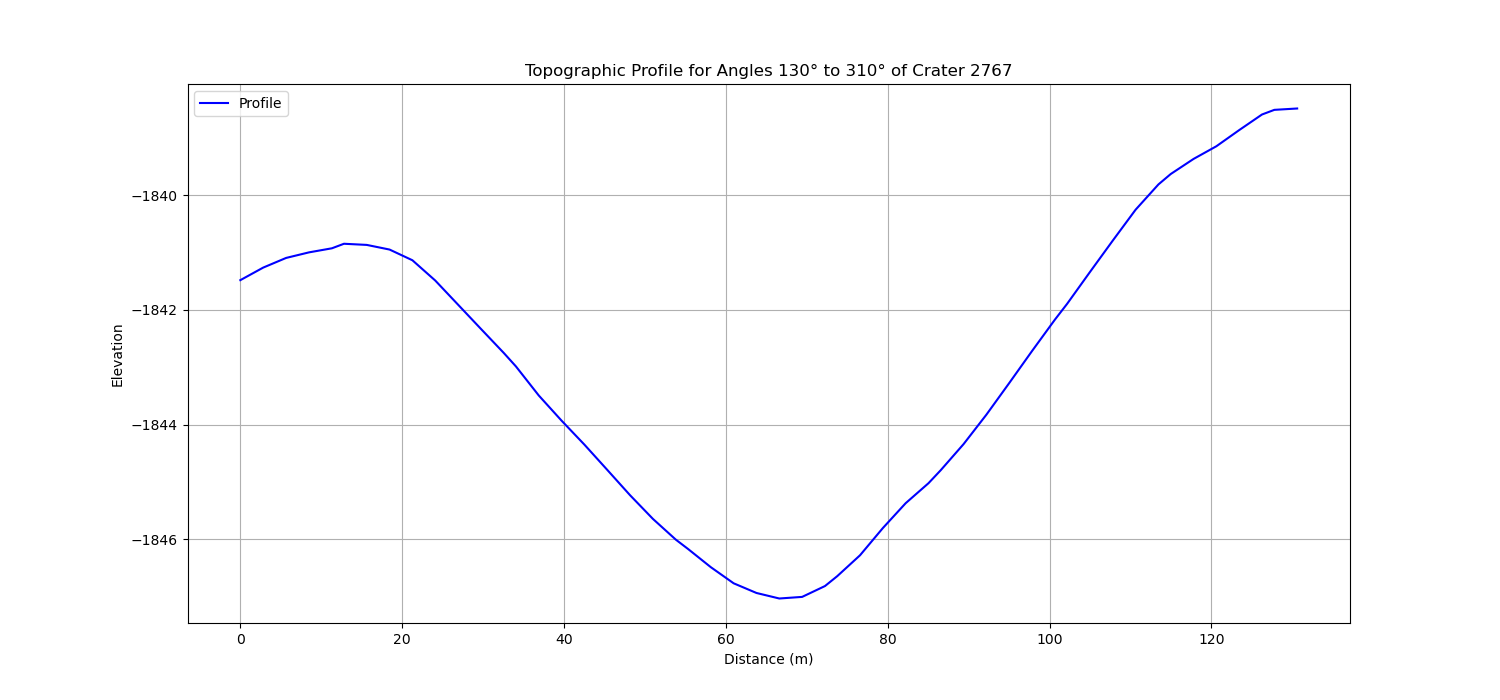 Topographic Profile for Angles 130° to 310° of Crater 2767
Profile
−1840
−1842
−1844
−1846
Elevation
0 20 40 60 80 100 120
Distance (m)